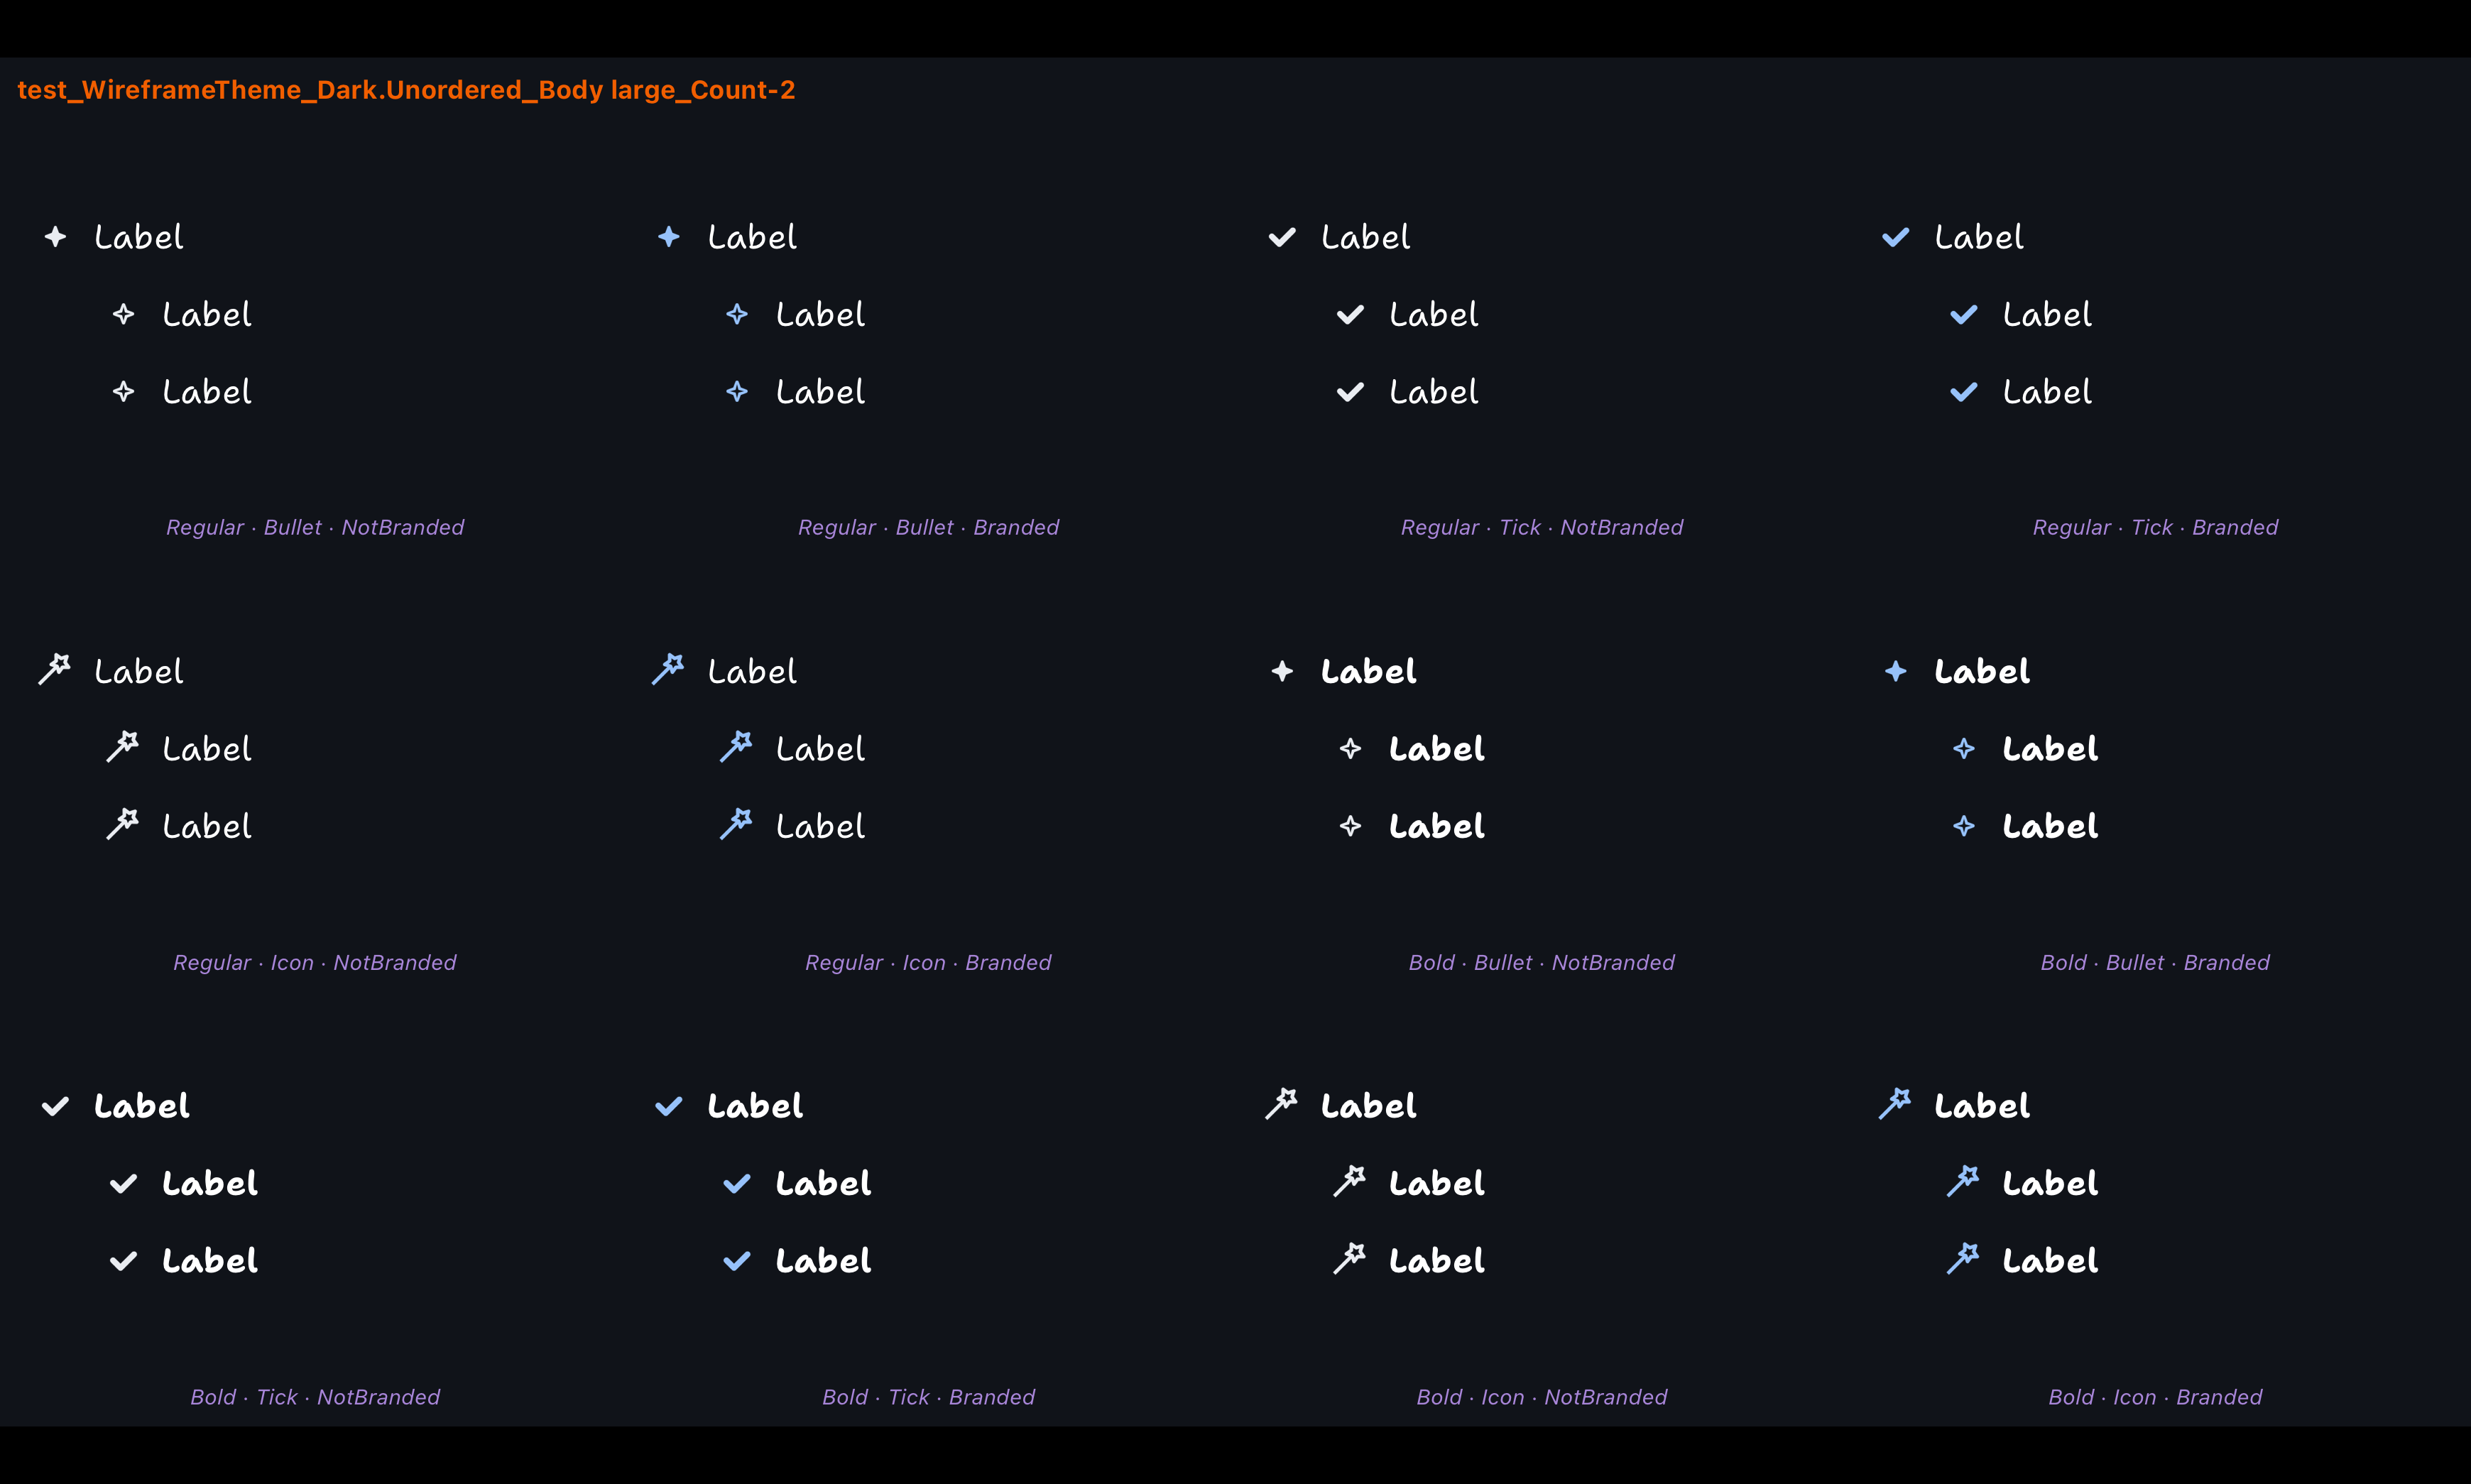 test_WireframeTheme_Dark.Unordered_Body large_Count-2
Label Label Label Label
Label Label Label Label
Label Label Label Label
Regular · Bullet · NotBranded Regular · Bullet · Branded Regular · Tick · NotBranded Regular · Tick · Branded
Label Label Label Label
Label Label Label Label
Label Label Label Label
Regular · Icon · NotBranded Regular · Icon · Branded Bold · Bullet · NotBranded Bold · Bullet · Branded
Label Label Label Label
Label Label Label Label
Label Label Label Label
Bold · Tick · NotBranded Bold · Tick · Branded Bold · Icon · NotBranded Bold · Icon · Branded